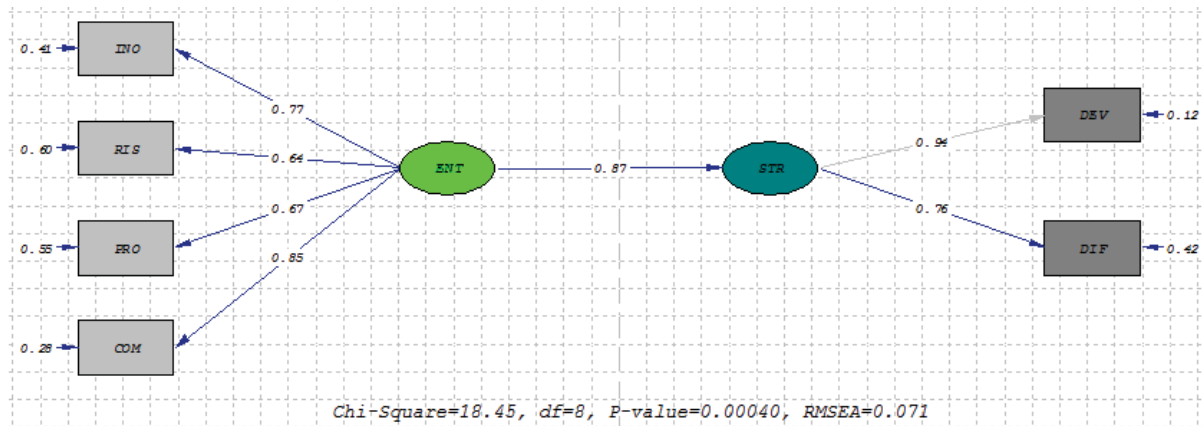 0.41 INO
0.77
DEV 0.12
0.60 RIS 0.64 0.94
ENT 0.87 STR
0.67 0.76
0.55 PRO 0.85 DIF 0.42
0.28 COM
Chi-Square=18.45, df=8, P-value=0.00040, RMSEA=0.071